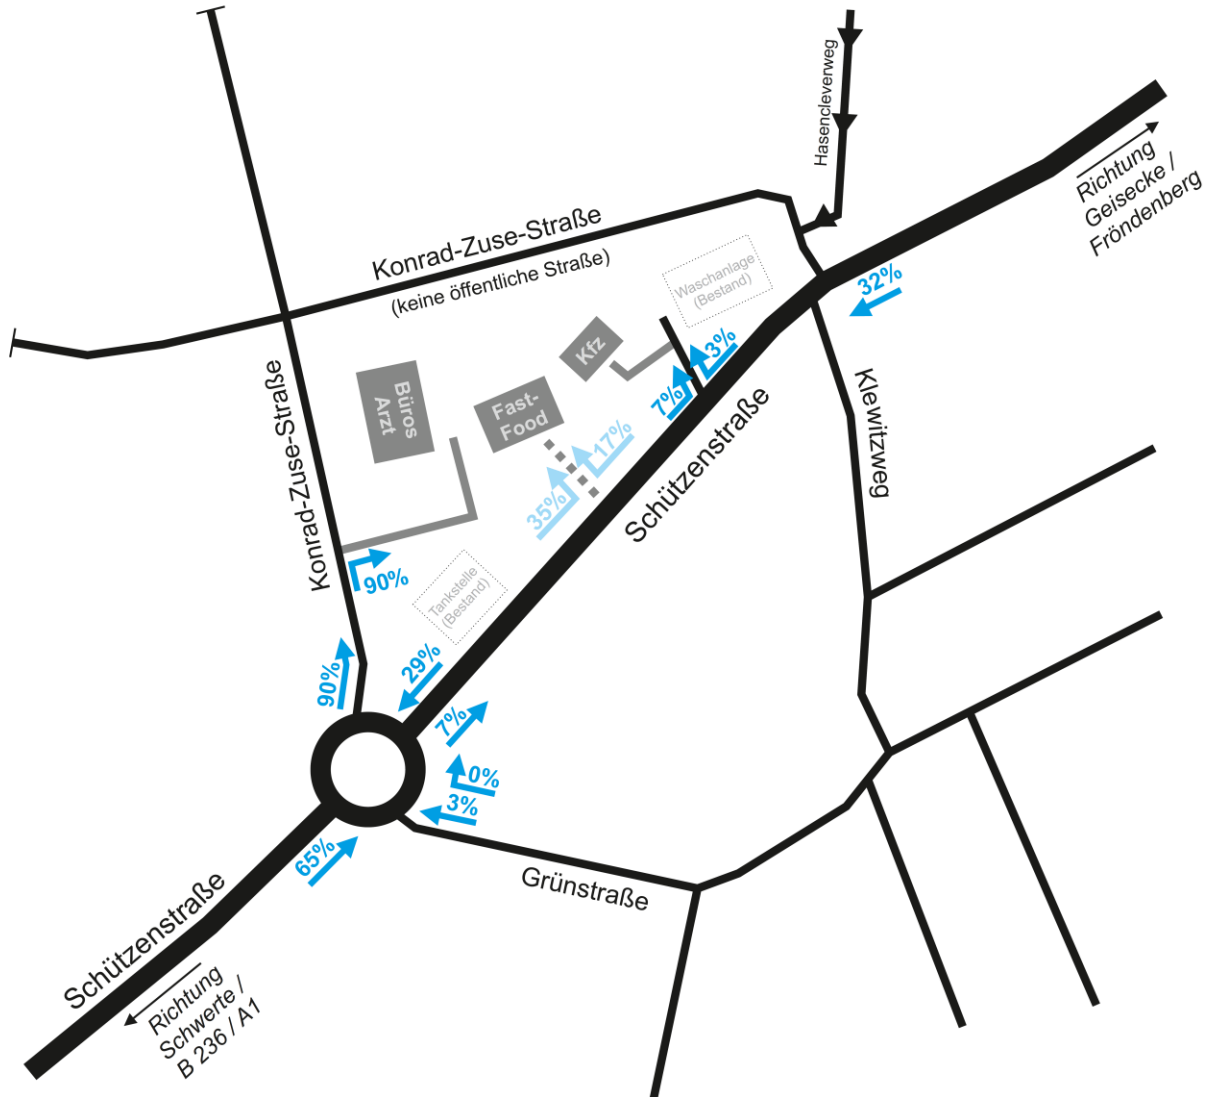 Hasencleverweg
Richtung
Geisecke /
Fröndenberg
Konrad-Zuse-Straße
(keine öffentliche Straße)
Waschanlage
(Bestand)
32%
Kfz
3%
7%
Büros
Arzt
Fast-
Food
17%
35%
Konrad-Zuse-Straße
Schützenstraße
Klewitzweg
90%
Tankstelle
(Bestand)
29%
90%
7%
0%
3%
65%
Grünstraße
Schützenstraße
Richtung
Schwerte /
B 236 / A1